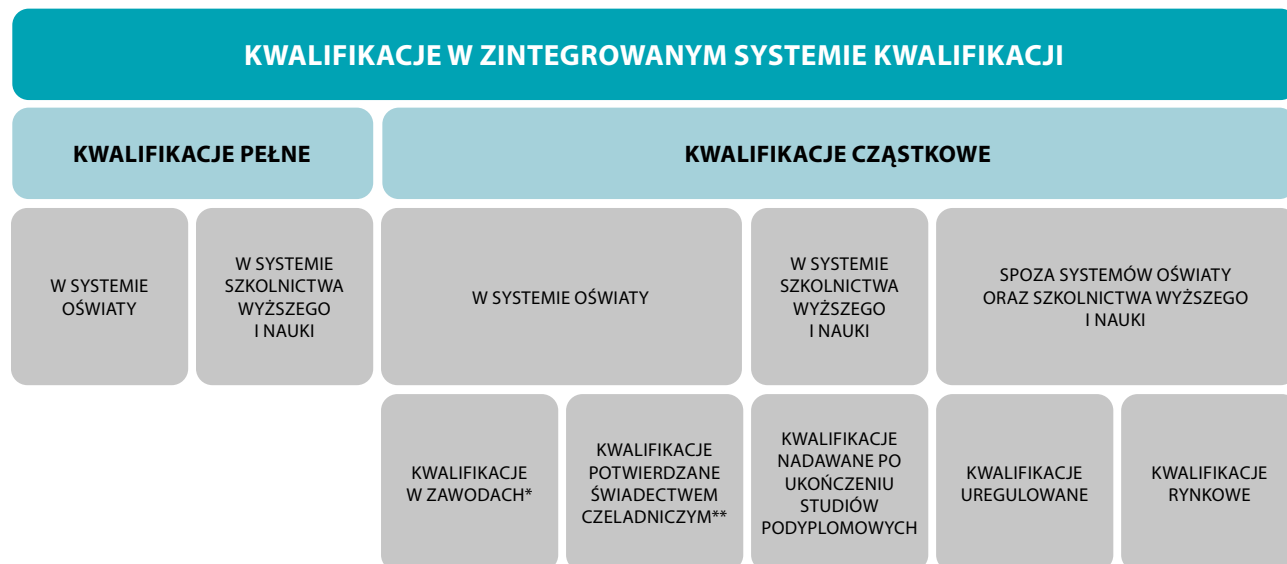 KWALIFIKACJE W ZINTEGROWANYM SYSTEMIE KWALIFIKACJI
KWALIFIKACJE PEŁNE
KWALIFIKACJE CZĄSTKOWE
W SYSTEMIE
OŚWIATY
W SYSTEMIE
SZKOLNICTWA
WYŻSZEGO
I NAUKI
W SYSTEMIE OŚWIATY
W SYSTEMIE
SZKOLNICTWA
WYŻSZEGO
I NAUKI
SPOZA SYSTEMÓW OŚWIATY
ORAZ SZKOLNICTWA WYŻSZEGO
I NAUKI
KWALIFIKACJE
W ZAWODACH*
KWALIFIKACJE
POTWIERDZANE
ŚWIADECTWEM
CZELADNICZYM**
KWALIFIKACJE
NADAWANE PO
UKOŃCZENIU
STUDIÓW
PODYPLOMOWYCH
KWALIFIKACJE
UREGULOWANE
KWALIFIKACJE
RYNKOWE